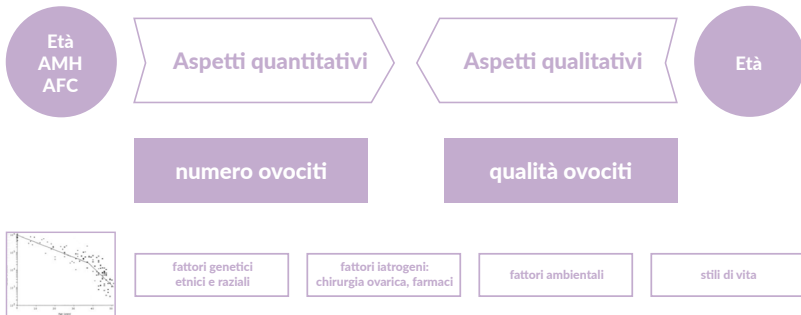 Età
AMH
AFC
Aspetti quantitativi
Aspetti qualitativi
Età
numero ovociti
qualità ovociti
fattori genetici
etnici e raziali
fattori iatrogeni:
chirurgia ovarica, farmaci
fattori ambientali
stili di vita